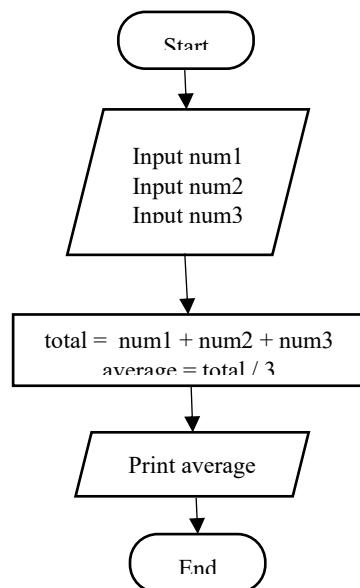 Start
Input num1
Input num2
Input num3
total = num1 + num2 + num3
average = total / 3
Print average
End